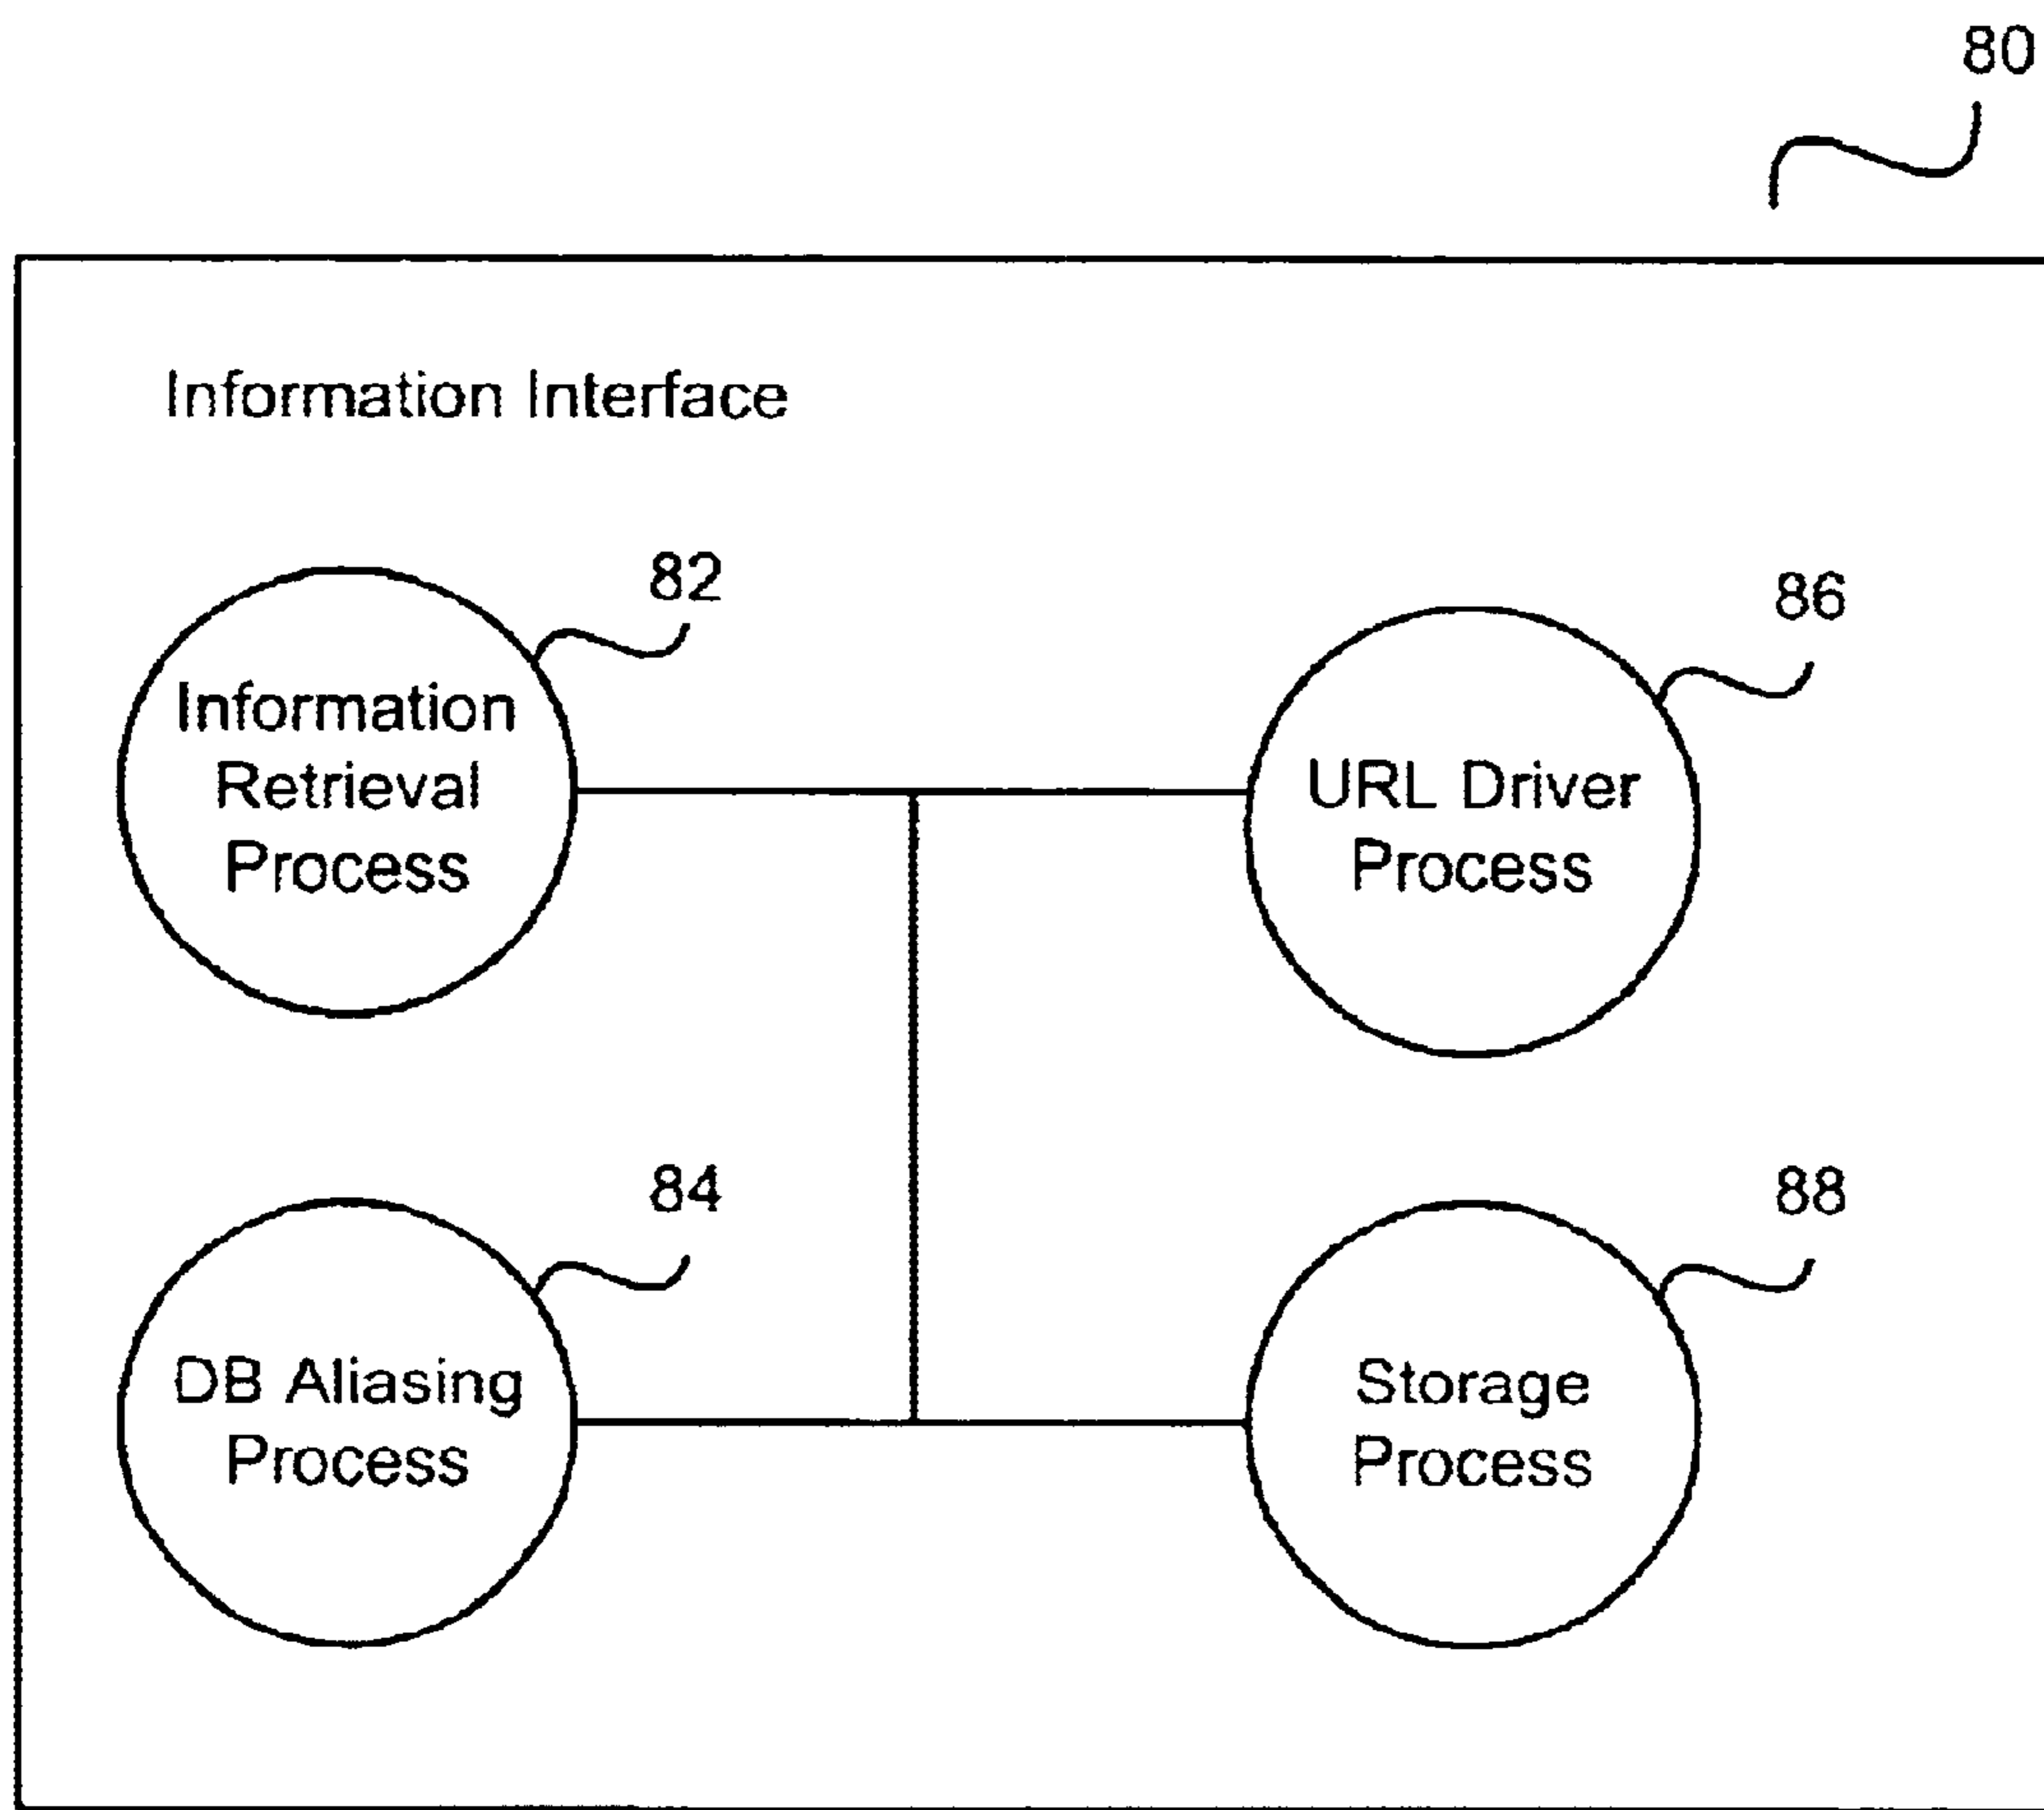 80
Information Interface
82
Information
Retrieval
Process
86
URL Driver
Process
84
DB Aliasing
Process
88
Storage
Process